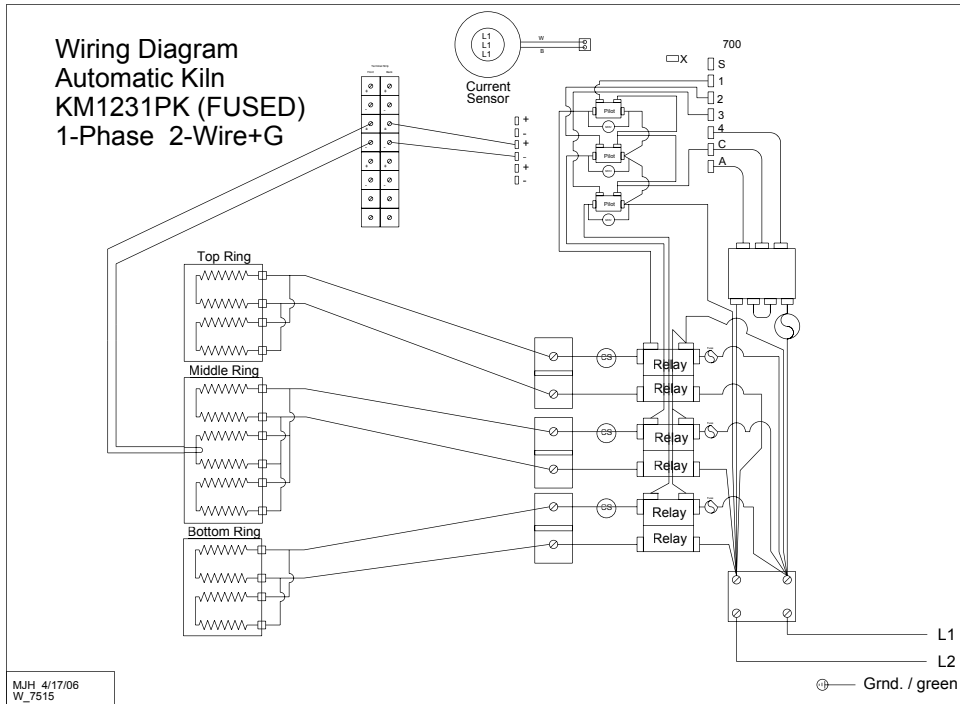 Wiring Diagram
Automatic Kiln
KM1231PK (FUSED)
1-Phase 2-Wire+G
L1
L1
L1
W
B
Current
Sensor
Front
Back
+ +
- -
+ +
- -
+ +
- -
+
-
+
-
+
-
X
700
S
1
2
3
4
C
A
Pilot
Pilot
Pilot
Top Ring
Middle Ring
Bottom Ring
CS
Relay
Relay
CS
Relay
Relay
CS
Relay
Relay
L1
L2
Grnd. / green
MJH 4/17/06
W_7515